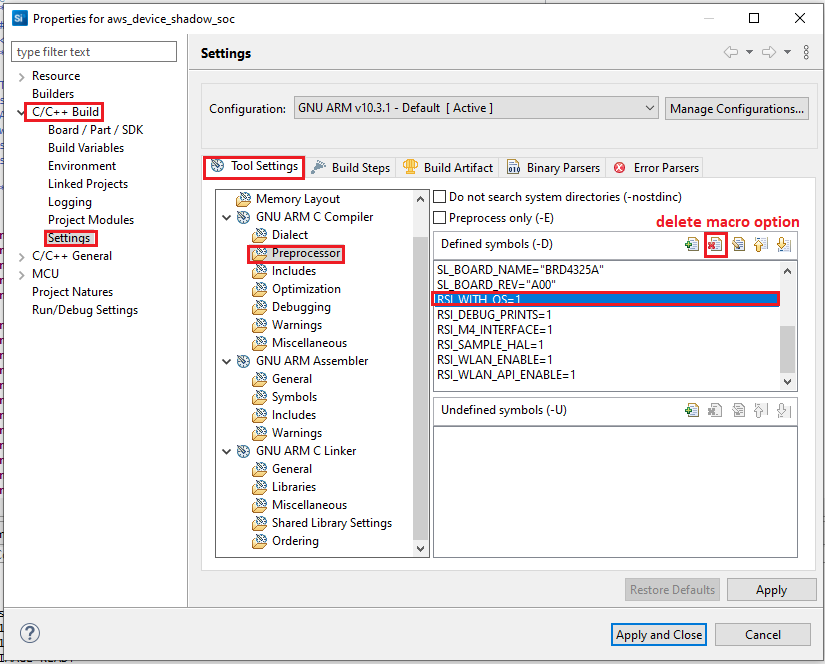 Si Properties for aws_device_shadow_soc
type filter text
Settings
Resource
Builders
C/C++ Build
Board / Part / SDK
Build Variables
Environment
Linked Projects
Logging
Project Modules
Settings
C/C++ General
MCU
Project Natures
Run/Debug Settings
Configuration: GNU ARM v10.3.1 - Default [ Active ] Manage Configurations...
Tool Settings Build Steps Build Artifact Binary Parsers Error Parsers
Memory Layout
GNU ARM C Compiler
Dialect
Preprocessor
Includes
Optimization
Debugging
Warnings
Miscellaneous
GNU ARM Assembler
General
Symbols
Includes
Warnings
GNU ARM C Linker
General
Libraries
Miscellaneous
Shared Library Settings
Ordering
Do not search system directories (-nostdinc)
Preprocess only (-E)
delete macro option
Defined symbols (-D)
SL_BOARD_NAME="BRD4325A"
SL_BOARD_REV="A00"
RSI_WITH_OS=1
RSI_DEBUG_PRINTS=1
RSI_M4_INTERFACE=1
RSI_SAMPLE_HAL=1
RSI_WLAN_ENABLE=1
RSI_WLAN_API_ENABLE=1
Undefined symbols (-U)
Restore Defaults Apply
Apply and Close Cancel